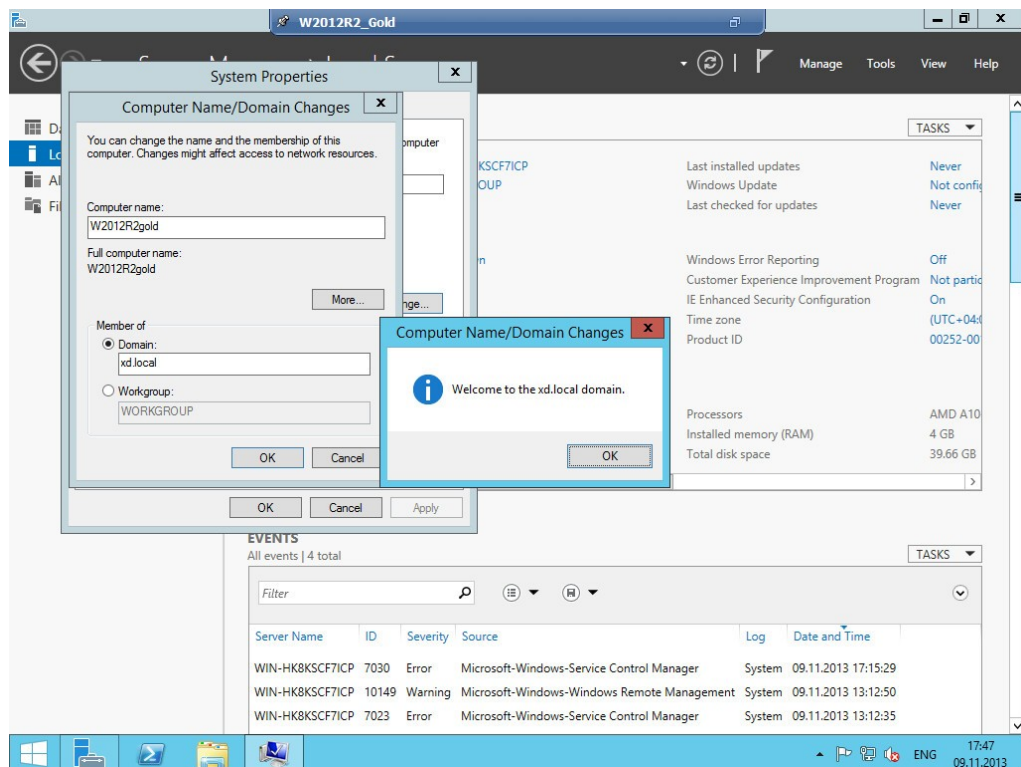 W2012R2_Gold
Manage Tools View Help
System Properties
Computer Name/Domain Changes
You can change the name and the membership of this
computer. Changes might affect access to network resources.
Computer name:
W2012R2gold
Full computer name:
W2012R2gold
More...
Member of
Domain:
xd.local
Workgroup:
WORKGROUP
OK Cancel
OK Cancel Apply
Computer Name/Domain Changes
Welcome to the xd.local domain.
OK
TASKS
Last installed updates Never
Windows Update
Last checked for updates Never
Windows Error Reporting Off
Customer Experience Improvement Program
IE Enhanced Security Configuration On
Time zone (UTC+04:
Product ID 00252-00
Processors AMD A10
Installed memory (RAM) 4 GB
Total disk space 39.66 GB
EVENTS
All events | 4 total
TASKS
Filter
Server Name ID Severity Source Log Date and Time
WIN-HK8KSCF7ICP 7030 Error Microsoft-Windows-Service Control Manager System 09.11.2013 17:15:29
WIN-HK8KSCF7ICP 10149 Warning Microsoft-Windows-Windows Remote Management System 09.11.2013 13:12:50
WIN-HK8KSCF7ICP 7023 Error Microsoft-Windows-Service Control Manager System 09.11.2013 13:12:35
ENG
17:47
09.11.2013